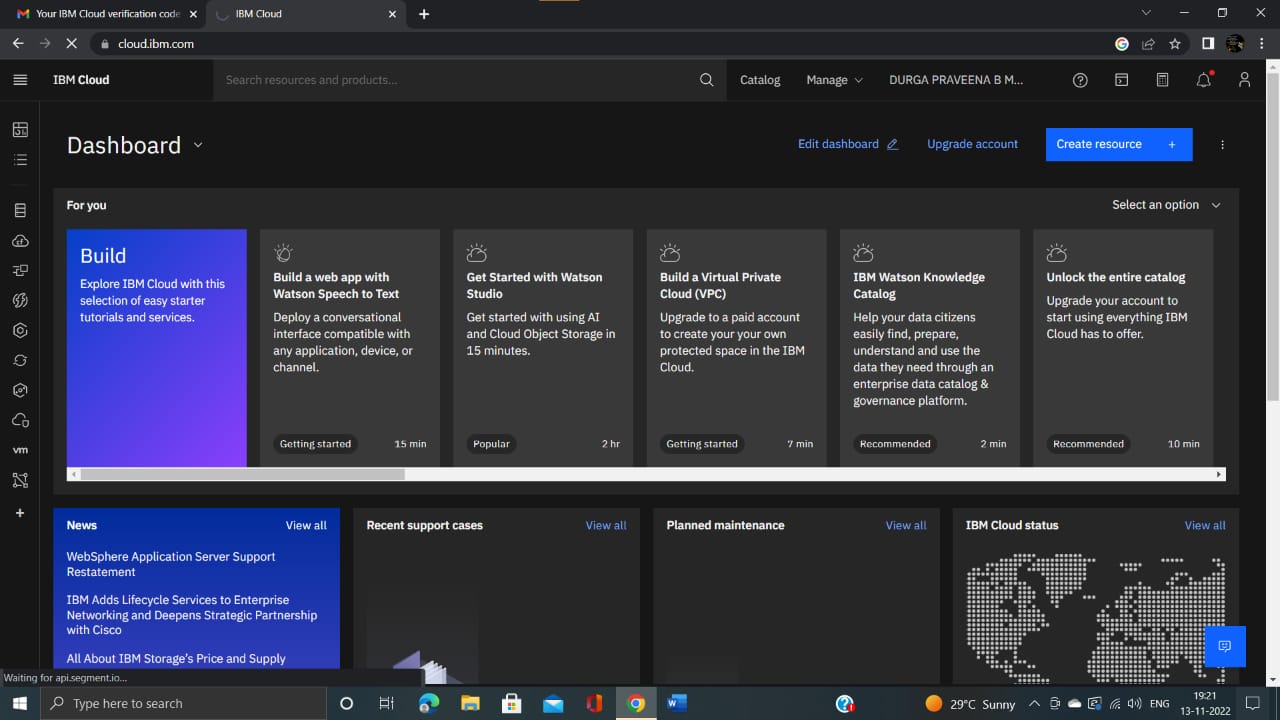 Your IBM Cloud verification code
IBM Cloud
cloud.ibm.com
IBM Cloud
Search resources and products...
Catalog
Manage
DURGA PRAVEENA B M...
Dashboard
Edit dashboard
Upgrade account
Create resource +
For you
Select an option
Build
Explore IBM Cloud with this
selection of easy starter
tutorials and services.
Build a web app with
Watson Speech to Text
Deploy a conversational
interface compatible with
any application, device, or
channel.
Getting started 15 min
Get Started with Watson
Studio
Get started with using AI
and Cloud Object Storage in
15 minutes.
Popular 2 hr
Build a Virtual Private
Cloud (VPC)
Upgrade to a paid account
to create your your own
protected space in the IBM
Cloud.
Getting started 7 min
IBM Watson Knowledge
Catalog
Help your data citizens
easily find, prepare,
understand and use the
data they need through an
enterprise data catalog &
governance platform.
Recommended 2 min
Unlock the entire catalog
Upgrade your account to
start using everything IBM
Cloud has to offer.
Recommended 10 min
vm
News View all
WebSphere Application Server Support
Restatement
IBM Adds Lifecycle Services to Enterprise
Networking and Deepens Strategic Partnership
with Cisco
All About IBM Storage's Price and Supply
Recent support cases View all
Planned maintenance View all
IBM Cloud status View all
Waiting for api.segment.io...
Type here to search
29°C Sunny
ENG
19:21
13-11-2022